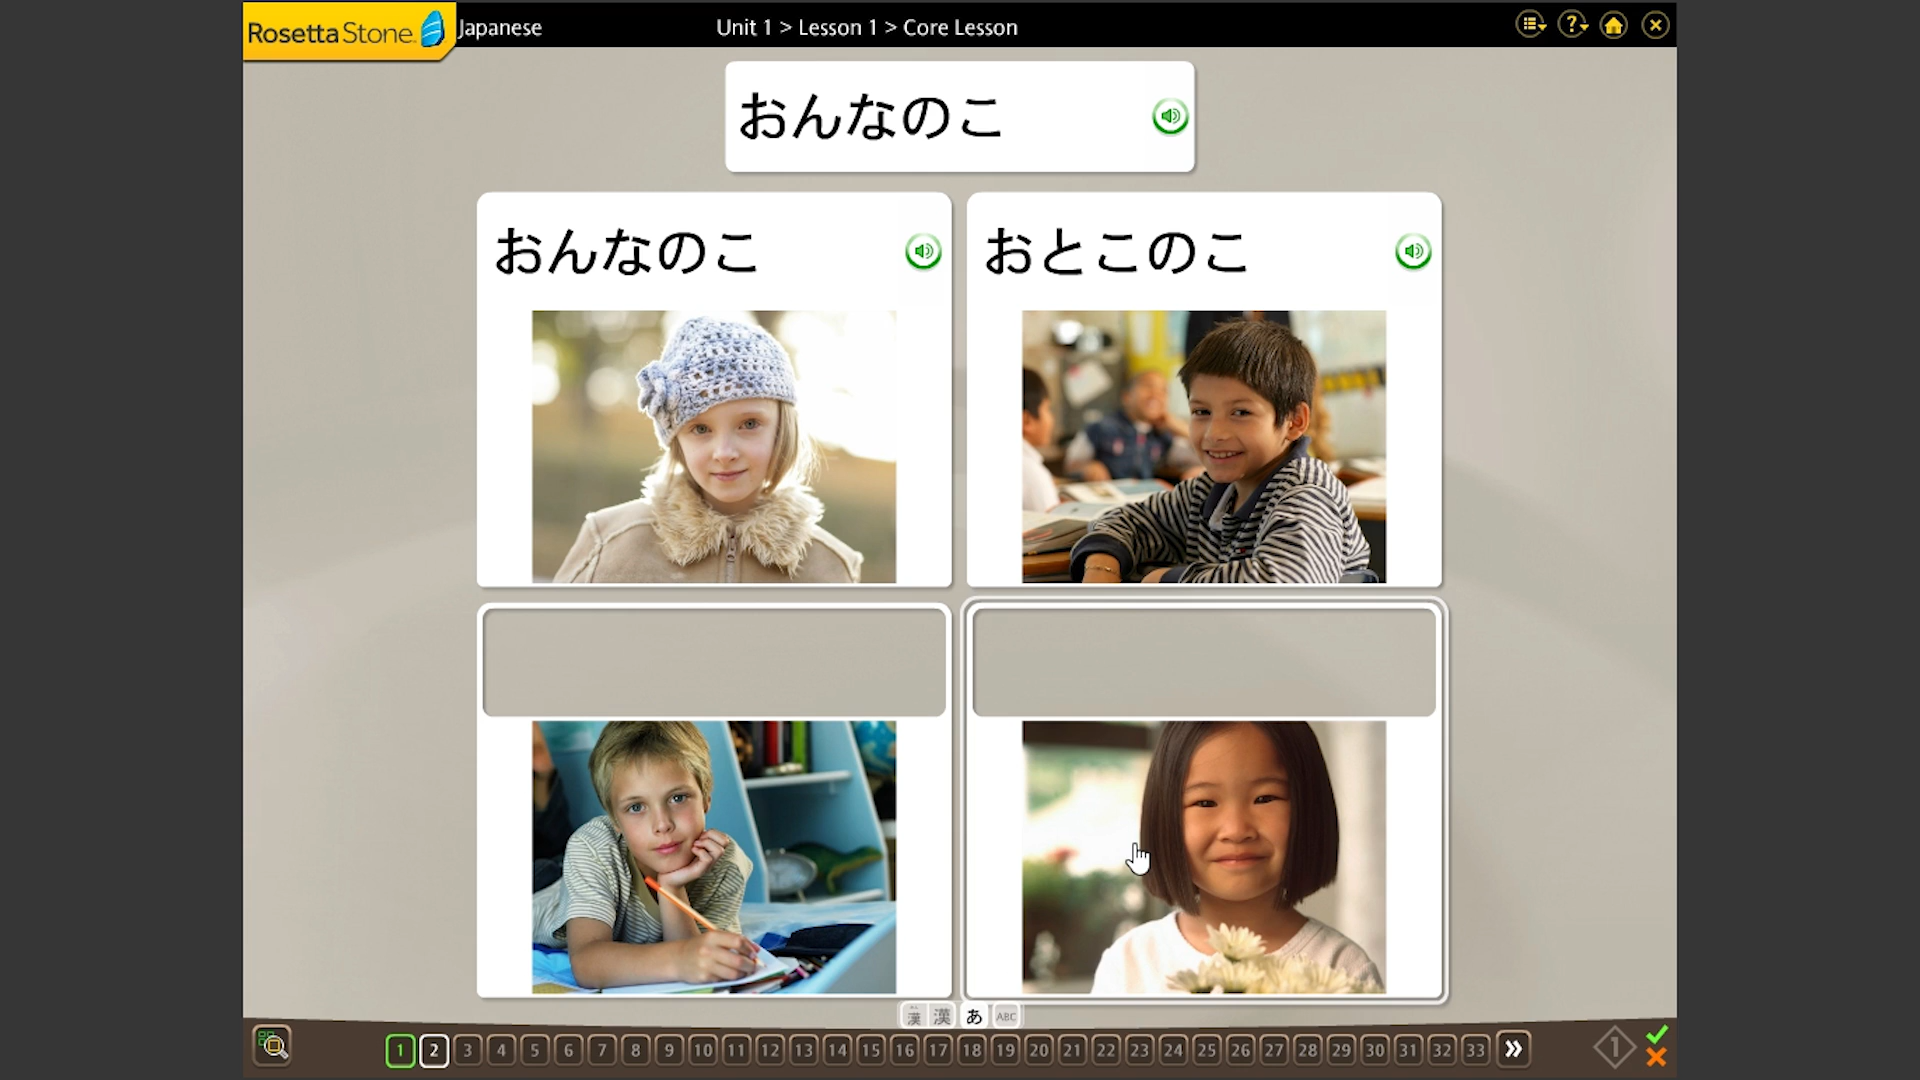 RosettaStone
Japanese
Unit 1 > Lesson 1 > Core Lesson
おんなのこ
おんなのこ
おとこのこ
漢 漢 あ ABC
1 2 3 4 5 6 7 8 9 10 11 12 13 14 15 16 17 18 19 20 21 22 23 24 25 26 27 28 29 30 31 32 33
1